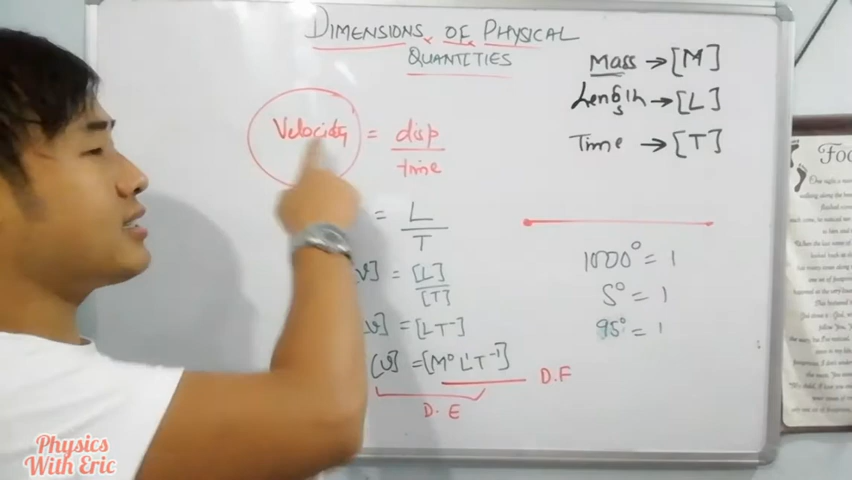 DIMENSIONS OF PHYSICAL
QUANTITIES
Mass → [M]
Length → [L]
Time → [T]
Velocity = disp
time
= L
T
[v] = [L]
[T]
[v] = [LT⁻¹]
[v] = [M⁰L¹T⁻¹]
D.F
D.E
1000⁰ = 1
5⁰ = 1
95⁰ = 1
Physics
With Eric